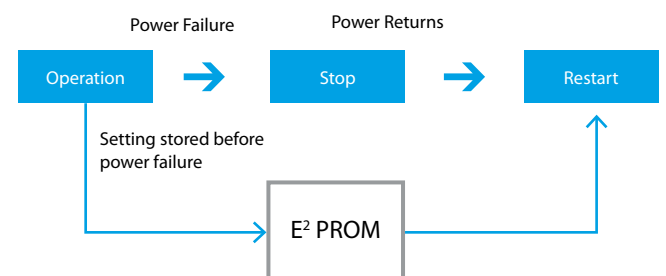 Power Failure
Power Returns
Operation
Stop
Restart
Setting stored before
power failure
E² PROM